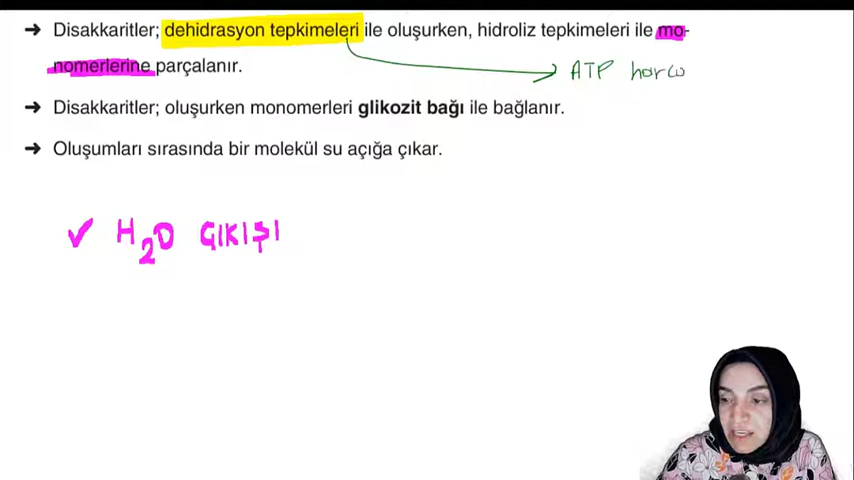 → Disakkaritler; dehidrasyon tepkimeleri ile oluşurken, hidroliz tepkimeleri ile mo-
nomerlerine parçalanır.
ATP harcı
→ Disakkaritler; oluşurken monomerleri glikozit bağı ile bağlanır.
→ Oluşumları sırasında bir molekül su açığa çıkar.
✓ H₂O ÇIKIŞI